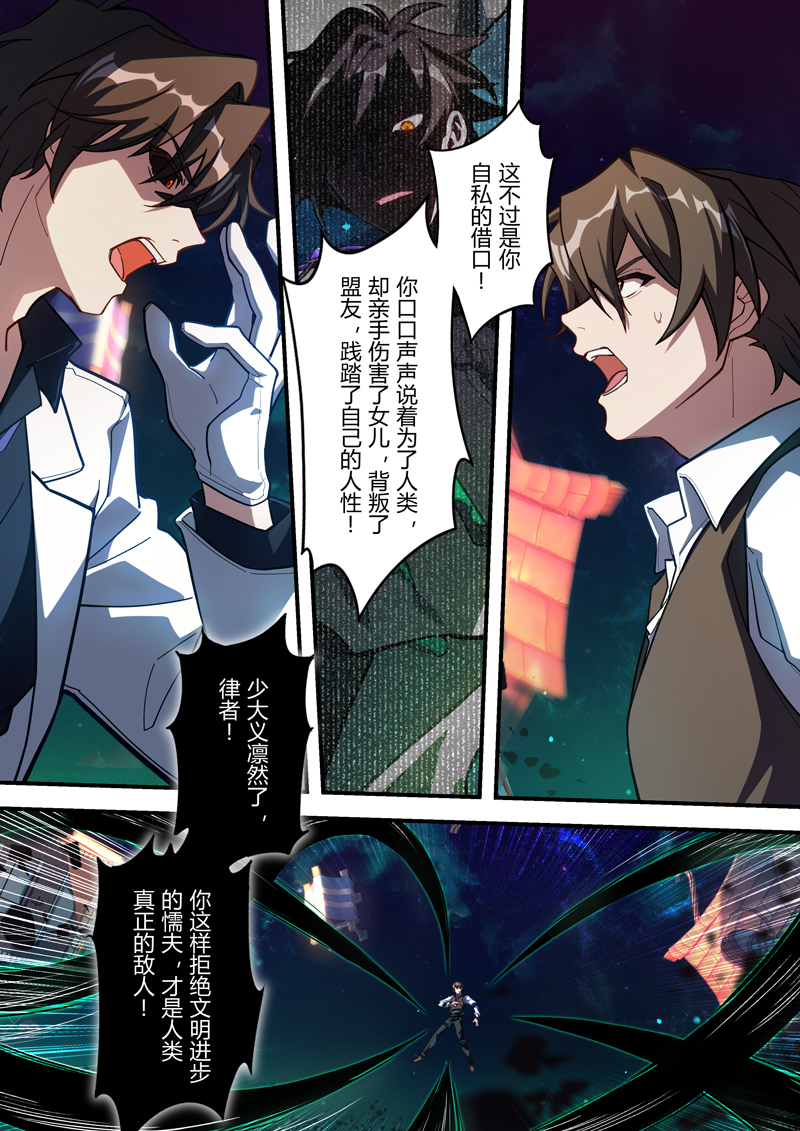 这不过是你
自私的借口！
你口口声声说着为了人类，
却亲手伤害了女儿，背叛了
盟友，践踏了自己的人性！
少大义凛然了，
律者！
你这样拒绝文明进步
的懦夫，才是人类
真正的敌人！